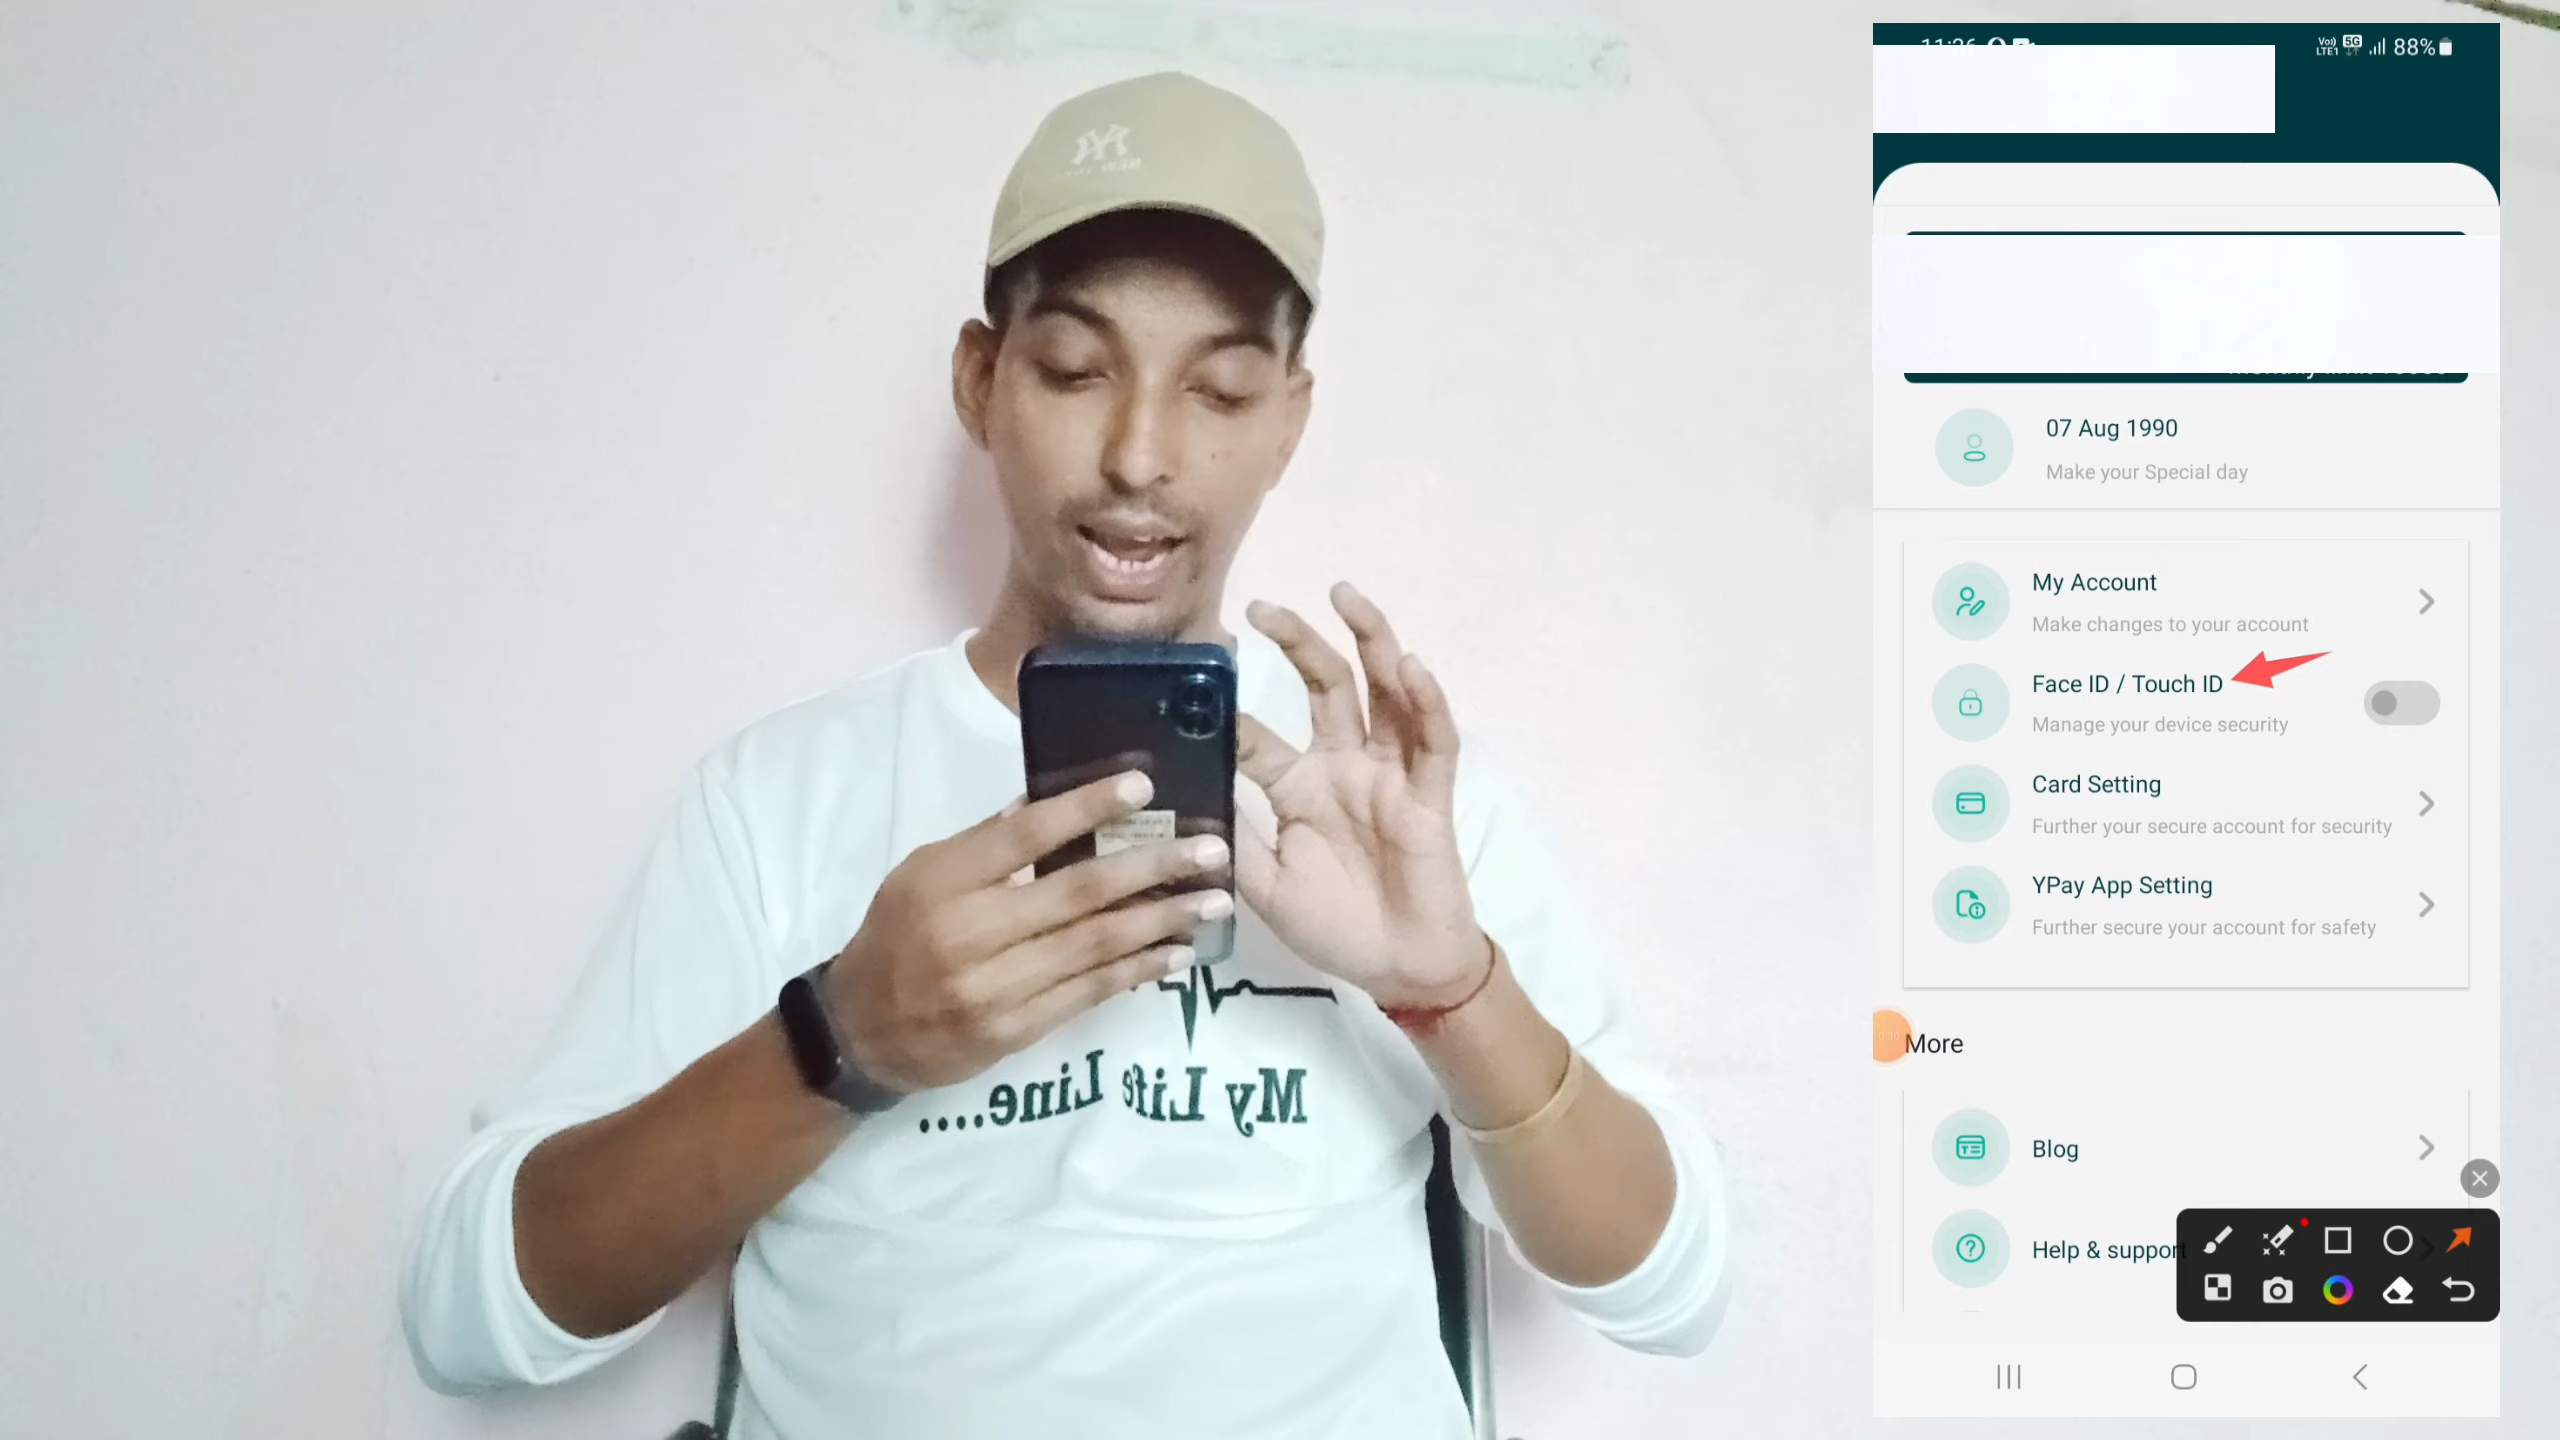 NY
My Life Line....
88%
07 Aug 1990
Make your Special day
My Account
Make changes to your account
Face ID / Touch ID
Manage your device security
Card Setting
Further your secure account for security
YPay App Setting
Further secure your account for safety
More
Blog
Help & support